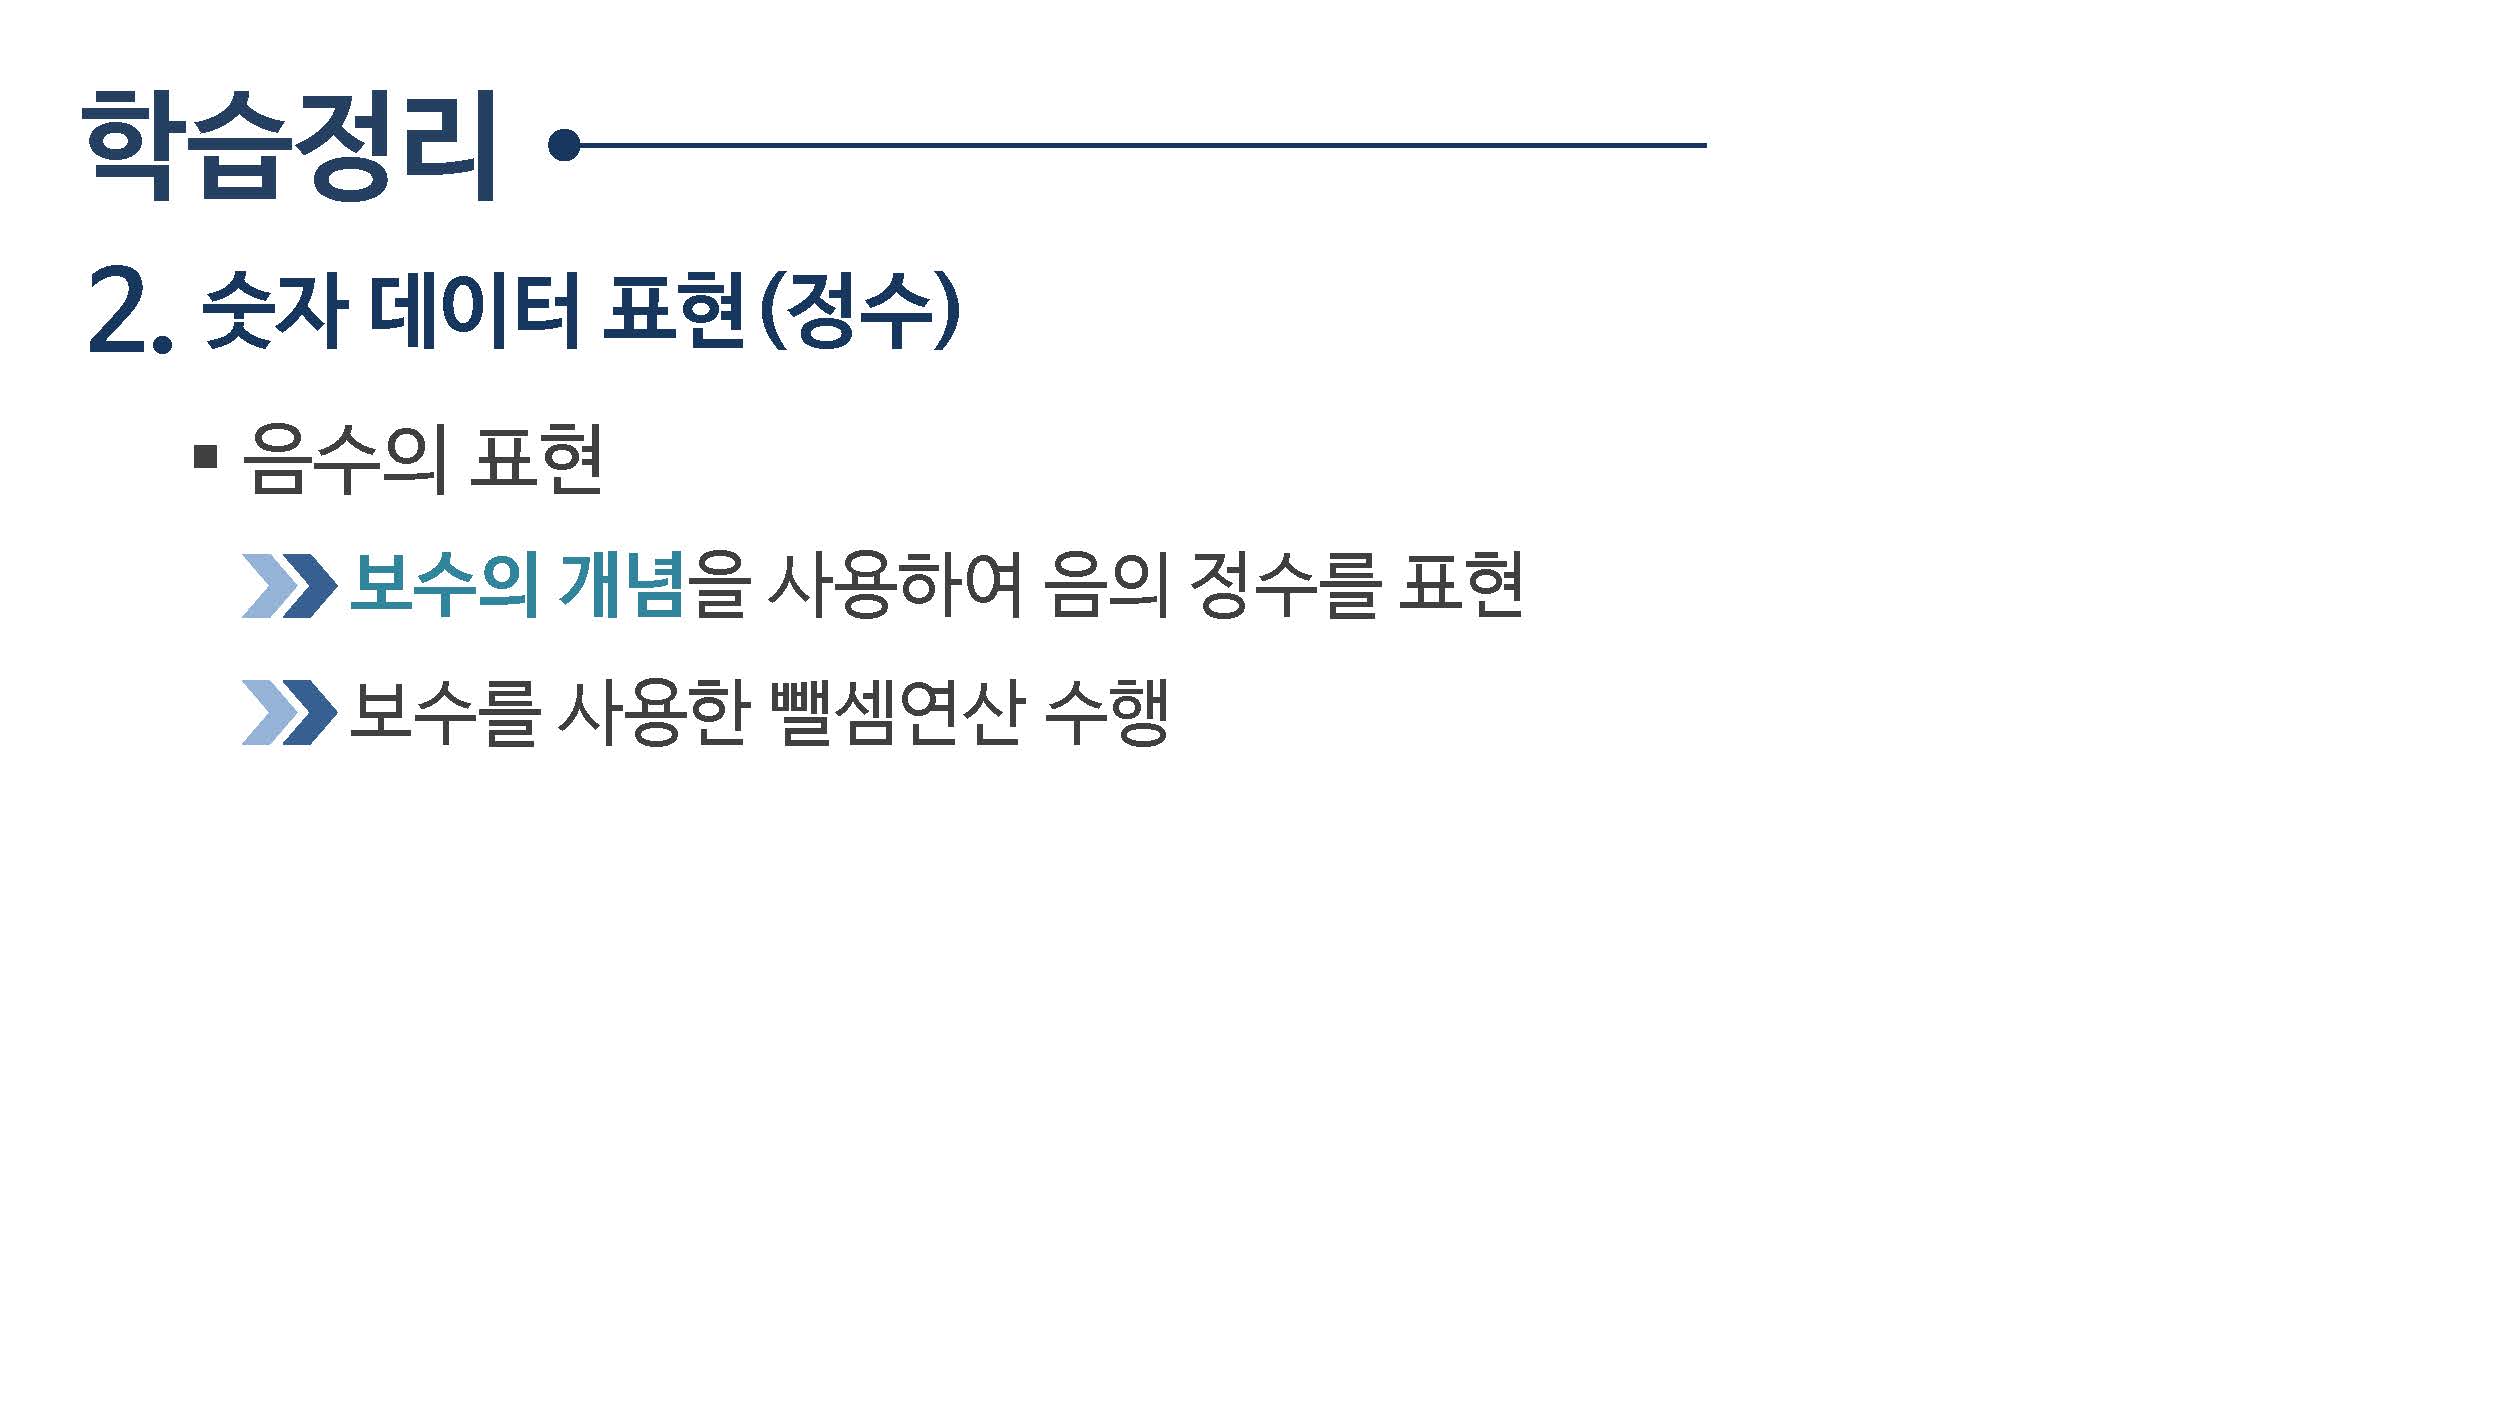 학습정리
2. 숫자 데이터 표현(정수)
▪ 음수의 표현
보수의 개념을 사용하여 음의 정수를 표현
보수를 사용한 뺄셈연산 수행